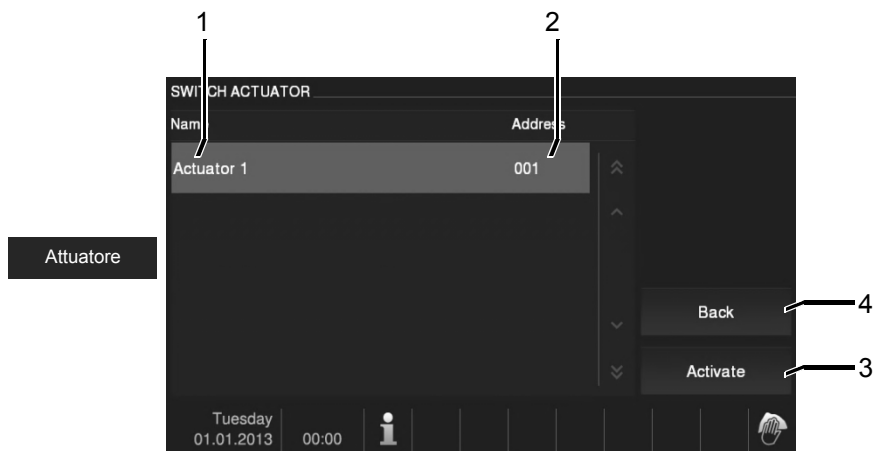 1 2
SWITCH ACTUATOR
Name Address
Actuator 1 001
Attuatore
Back 4
Activate 3
Tuesday
01.01.2013 00:00